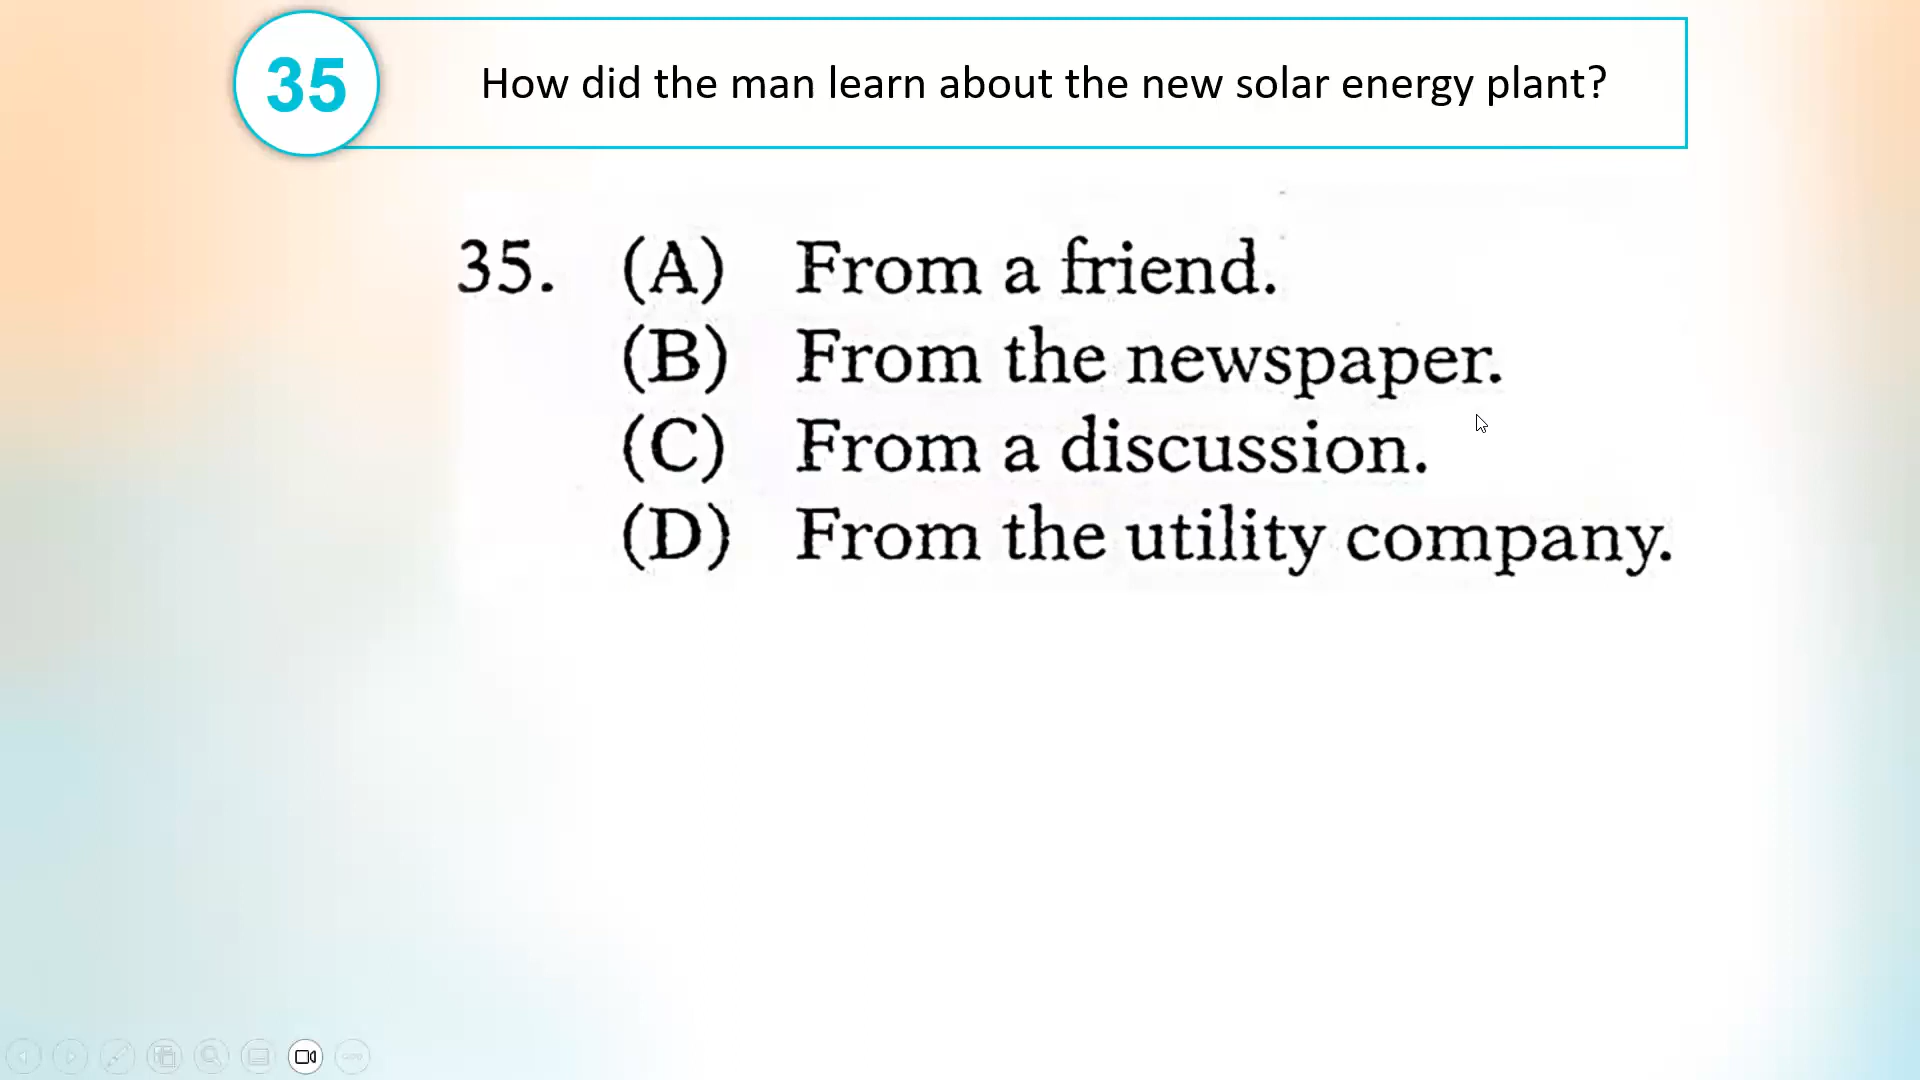 35
How did the man learn about the new solar energy plant?
35. (A) From a friend.
(B) From the newspaper.
(C) From a discussion.
(D) From the utility company.